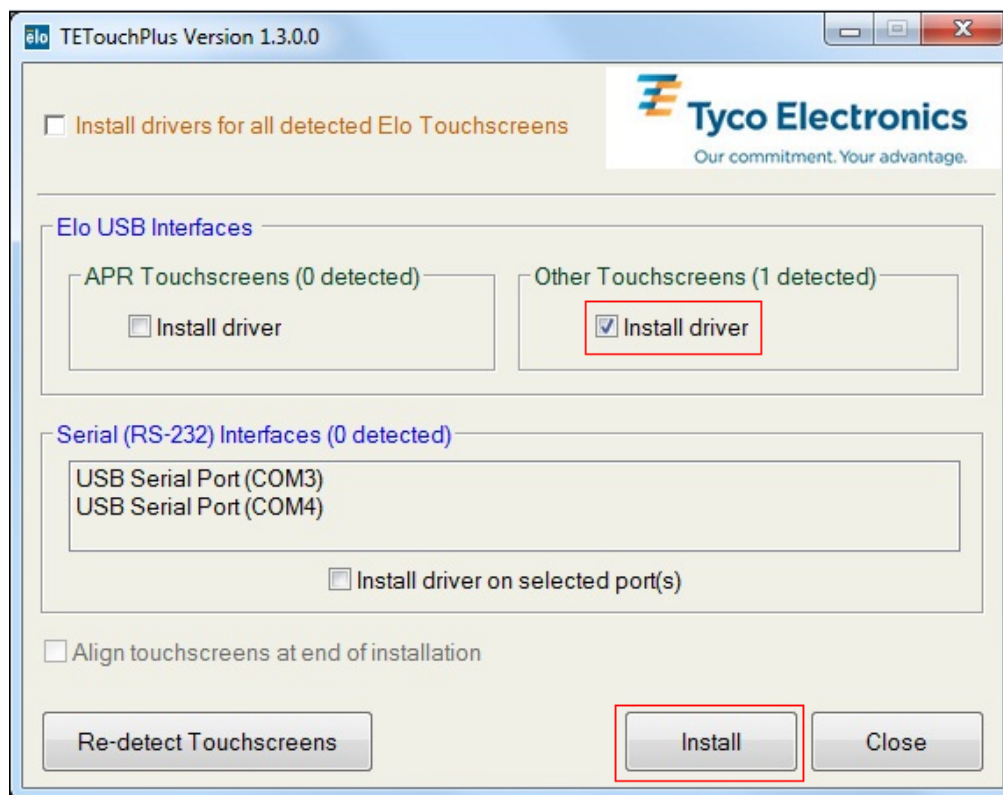 elo TETouchPlus Version 1.3.0.0
Install drivers for all detected Elo Touchscreens
Tyco Electronics
Our commitment. Your advantage.
Elo USB Interfaces
APR Touchscreens (0 detected)
Install driver
Other Touchscreens (1 detected)
Install driver
Serial (RS-232) Interfaces (0 detected)
USB Serial Port (COM3)
USB Serial Port (COM4)
Install driver on selected port(s)
Align touchscreens at end of installation
Re-detect Touchscreens
Install
Close